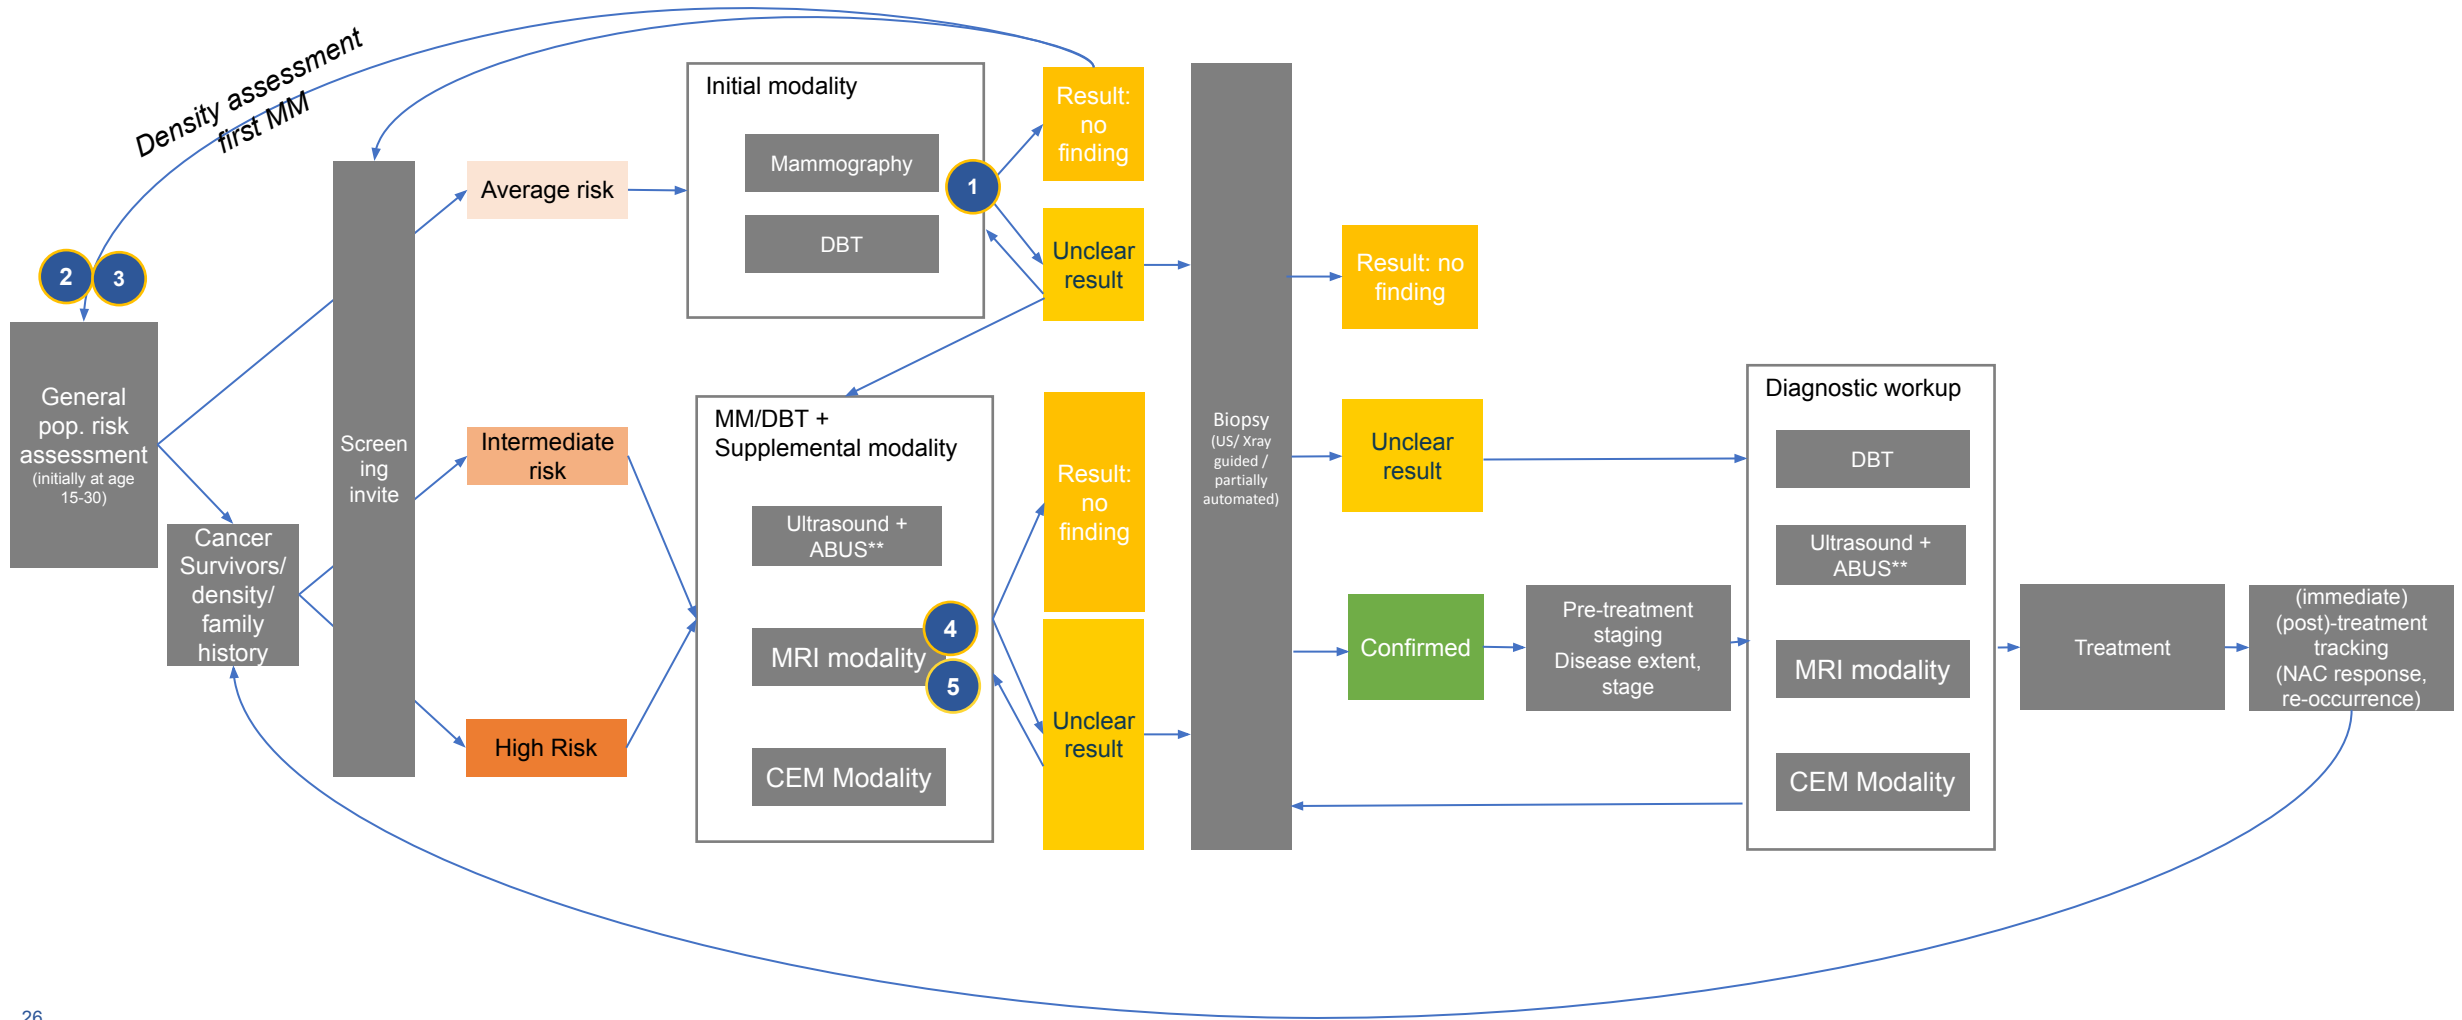 Density assessment
first MM
2
3
General
pop. risk
assessment
(initially at age
15-30)
Cancer
Survivors/
density/
family
history
Screen
ing
invite
Average risk
Intermediate
risk
High Risk
Initial modality
Mammography
DBT
1
MM/DBT +
Supplemental modality
Ultrasound +
ABUS**
MRI modality
4
5
CEM Modality
Result:
no
finding
Unclear
result
Result:
no
finding
Unclear
result
Biopsy
(US/ Xray
guided /
partially
automated)
Result: no
finding
Unclear
result
Confirmed
Pre-treatment
staging
Disease extent,
stage
Diagnostic workup
DBT
Ultrasound +
ABUS**
MRI modality
CEM Modality
Treatment
(immediate)
(post)-treatment
tracking
(NAC response,
re-occurrence)
26